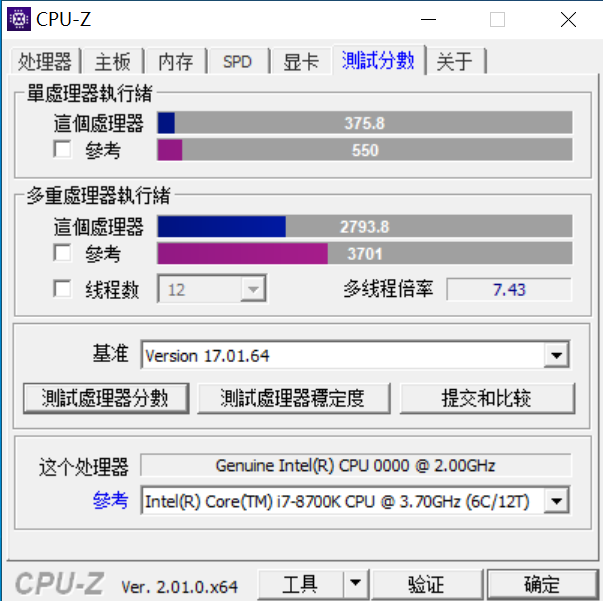 CPU-Z
处理器 主板 内存 SPD 显卡 測試分數 关于
單處理器執行緒
這個處理器 375.8
參考 550
多重處理器執行緒
這個處理器 2793.8
參考 3701
线程数 12 多线程倍率 7.43
基准 Version 17.01.64
測試處理器分數 測試處理器穩定度 提交和比较
这个处理器 Genuine Intel(R) CPU 0000 @ 2.00GHz
參考 Intel(R) Core(TM) i7-8700K CPU @ 3.70GHz (6C/12T)
CPU-Z Ver. 2.01.0.x64 工具 验证 确定